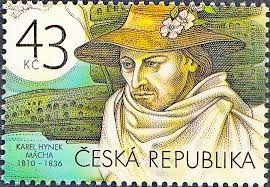 43
KČ
KAREL HYNEK
MÁCHA
1810 – 1836
ČESKÁ REPUBLIKA